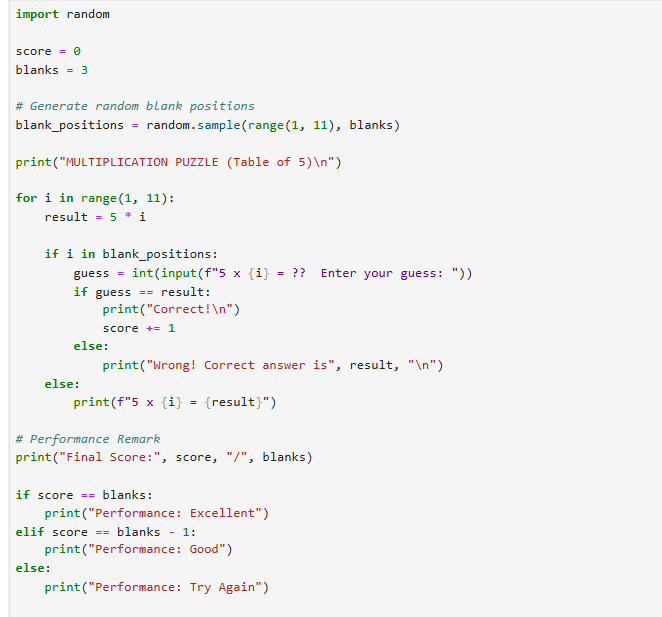 import random

score = 0
blanks = 3

# Generate random blank positions
blank_positions = random.sample(range(1, 11), blanks)

print("MULTIPLICATION PUZZLE (Table of 5)\n")

for i in range(1, 11):
    result = 5 * i

    if i in blank_positions:
        guess = int(input(f"5 x {i} = ??  Enter your guess: "))
        if guess == result:
            print("Correct!\n")
            score += 1
        else:
            print("Wrong! Correct answer is", result, "\n")
    else:
        print(f"5 x {i} = {result}")

# Performance Remark
print("Final Score:", score, "/", blanks)

if score == blanks:
    print("Performance: Excellent")
elif score == blanks - 1:
    print("Performance: Good")
else:
    print("Performance: Try Again")